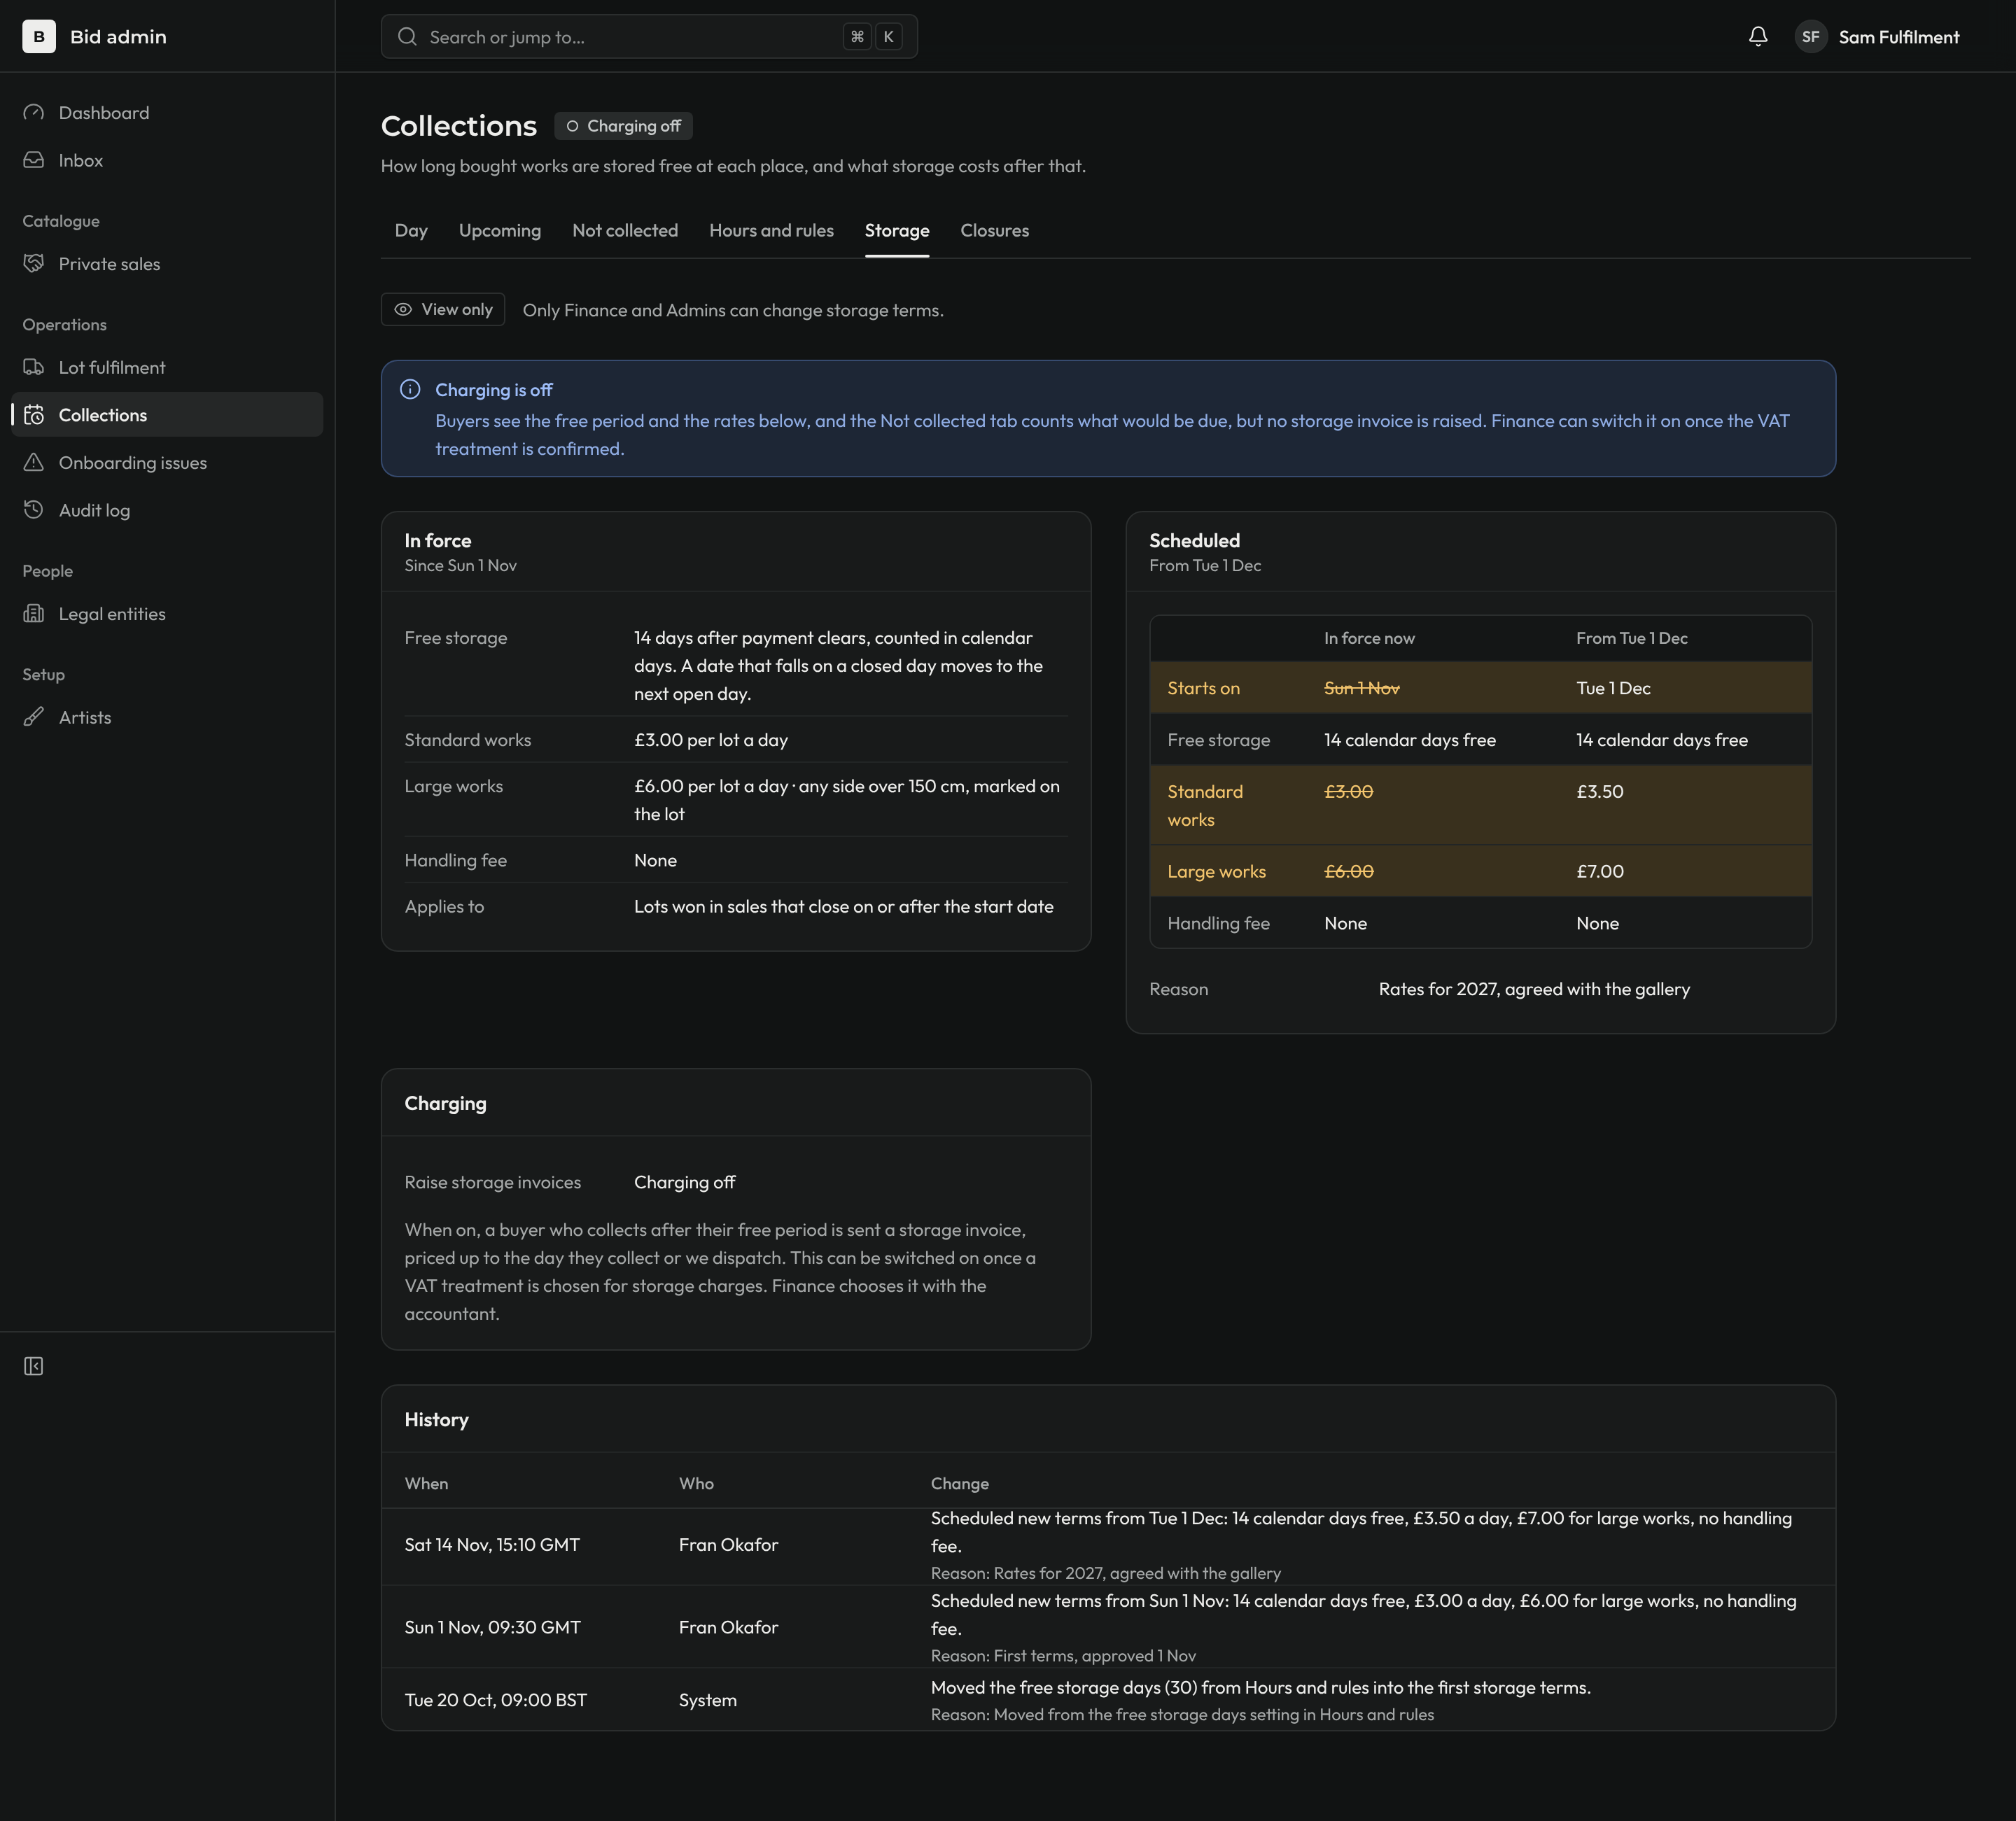 B Bid admin
Search or jump to...
⌘ K
SF Sam Fulfilment
Dashboard
Inbox
Catalogue
Private sales
Operations
Lot fulfilment
Collections
Onboarding issues
Audit log
People
Legal entities
Setup
Artists
Collections
Charging off
How long bought works are stored free at each place, and what storage costs after that.
Day Upcoming Not collected Hours and rules Storage Closures
View only
Only Finance and Admins can change storage terms.
Charging is off
Buyers see the free period and the rates below, and the Not collected tab counts what would be due, but no storage invoice is raised. Finance can switch it on once the VAT
treatment is confirmed.
In force
Since Sun 1 Nov
Free storage
14 days after payment clears, counted in calendar
days. A date that falls on a closed day moves to the
next open day.
Standard works
£3.00 per lot a day
Large works
£6.00 per lot a day · any side over 150 cm, marked on
the lot
Handling fee
None
Applies to
Lots won in sales that close on or after the start date
Scheduled
From Tue 1 Dec
In force now From Tue 1 Dec
Starts on Sun 1 Nov Tue 1 Dec
Free storage 14 calendar days free 14 calendar days free
Standard £3.00 £3.50
works
Large works £6.00 £7.00
Handling fee None None
Reason Rates for 2027, agreed with the gallery
Charging
Raise storage invoices Charging off
When on, a buyer who collects after their free period is sent a storage invoice,
priced up to the day they collect or we dispatch. This can be switched on once a
VAT treatment is chosen for storage charges. Finance chooses it with the
accountant.
History
When Who Change
Sat 14 Nov, 15:10 GMT
Fran Okafor
Scheduled new terms from Tue 1 Dec: 14 calendar days free, £3.50 a day, £7.00 for large works, no handling
fee.
Reason: Rates for 2027, agreed with the gallery
Sun 1 Nov, 09:30 GMT
Fran Okafor
Scheduled new terms from Sun 1 Nov: 14 calendar days free, £3.00 a day, £6.00 for large works, no handling
fee.
Reason: First terms, approved 1 Nov
Tue 20 Oct, 09:00 BST
System
Moved the free storage days (30) from Hours and rules into the first storage terms.
Reason: Moved from the free storage days setting in Hours and rules